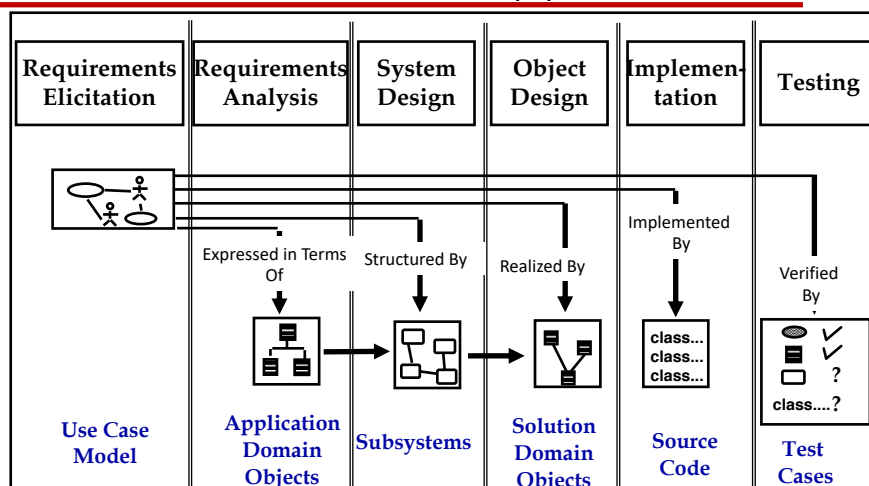 Requirements
Elicitation
Requirements
Analysis
System
Design
Object
Design
Implemen-
tation
Testing
Expressed in Terms
Of
Structured By
Realized By
Implemented
By
Verified
By
class...
class...
class...
?
class....?
Use Case
Model
Application
Domain
Objects
Subsystems
Solution
Domain
Objects
Source
Code
Test
Cases